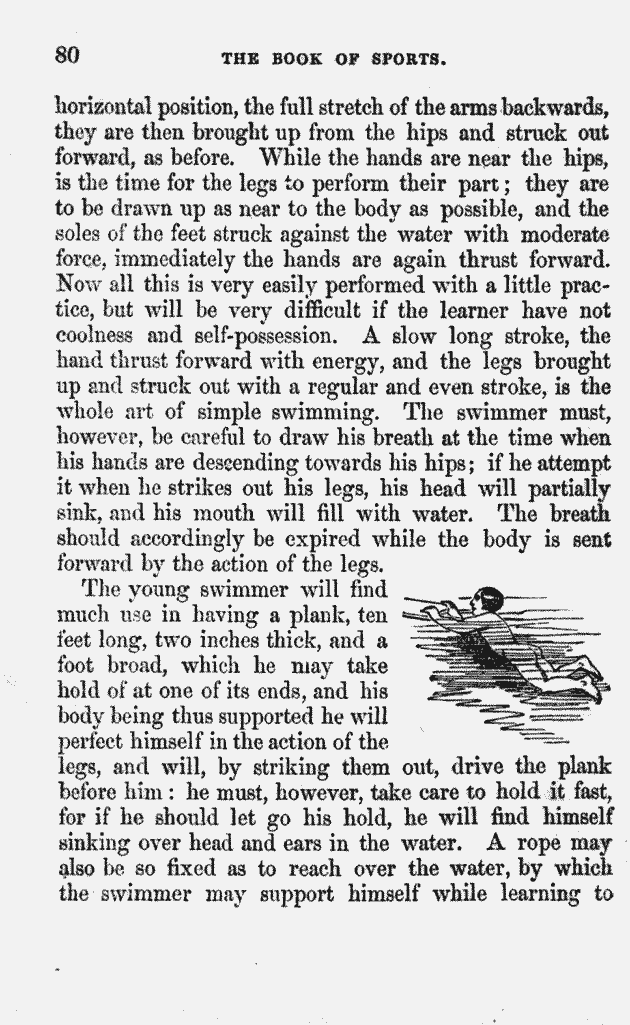 80 THE BOOK OF SPORTS.
horizontal position, the full stretch of the arms backwards,
they are then brought up from the hips and struck out
forward, as before. While the hands are near the hips,
is the time for the legs to perform their part; they are
to be drawn up as near to the body as possible, and the
soles of the feet struck against the water with moderate
force, immediately the hands are again thrust forward.
Now all this is very easily performed with a little prac-
tice, but will be very difficult if the learner have not
coolness and self-possession. A slow long stroke, the
hand thrust forward with energy, and the legs brought
up and struck out with a regular and even stroke, is the
whole art of simple swimming. The swimmer must,
however, be careful to draw his breath at the time when
his hands are descending towards his hips; if he attempt
it when he strikes out his legs, his head will partially
sink, and his mouth will fill with water. The breath
should accordingly be expired while the body is sent
forward by the action of the legs.
The young swimmer will find
much use in having a plank, ten
feet long, two inches thick, and a
foot broad, which he may take
hold of at one of its ends, and his
body being thus supported he will
perfect himself in the action of the
legs, and will, by striking them out, drive the plank
before him: he must, however, take care to hold it fast,
for if he should let go his hold, he will find himself
sinking over head and ears in the water. A rope may
also be so fixed as to reach over the water, by which
the swimmer may support himself while learning to